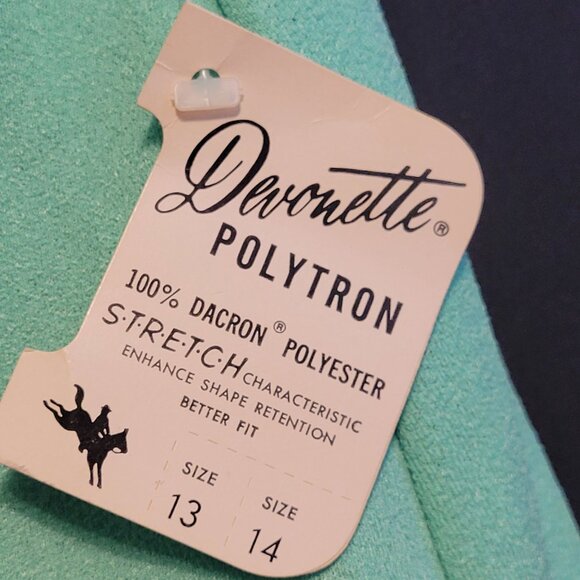 Devonette®
POLYTRON
100% DACRON® POLYESTER
S·T·R·E·T·C·H CHARACTERISTIC
ENHANCE SHAPE RETENTION
BETTER FIT
SIZE
13
SIZE
14